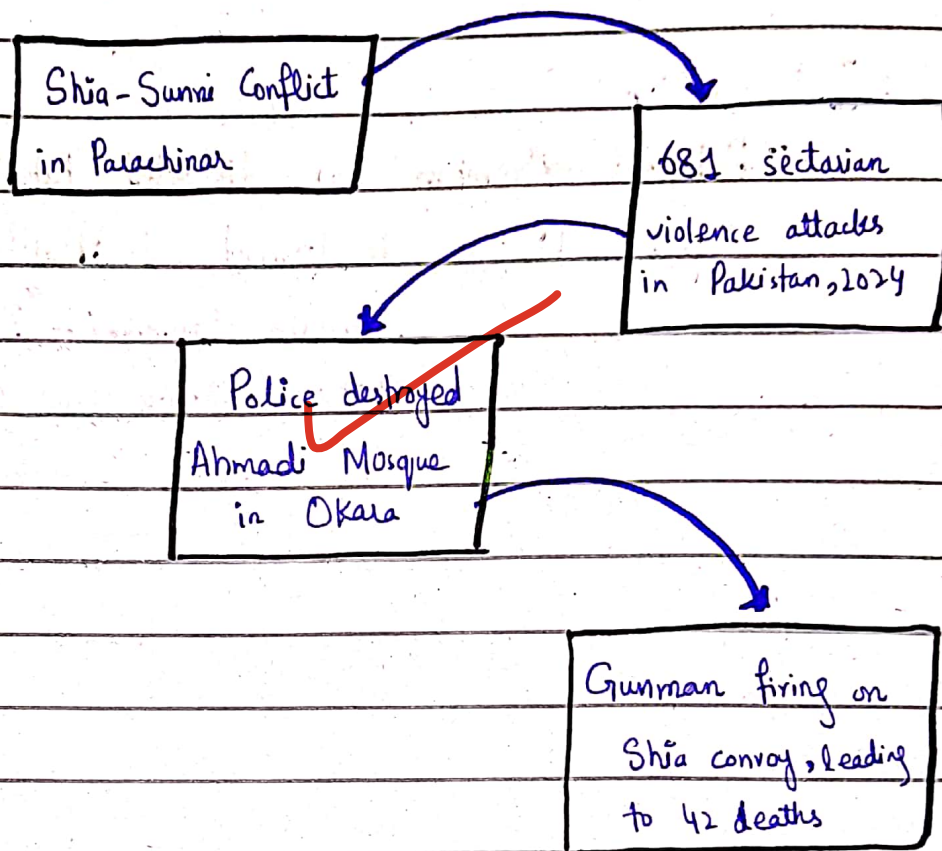 Shia-Sunni Conflict
in Parachinar
681 sectarian
violence attacks
in Pakistan, 2024
Police destroyed
Ahmadi Mosque
in Okara
Gunman firing on
Shia convoy, leading
to 42 deaths